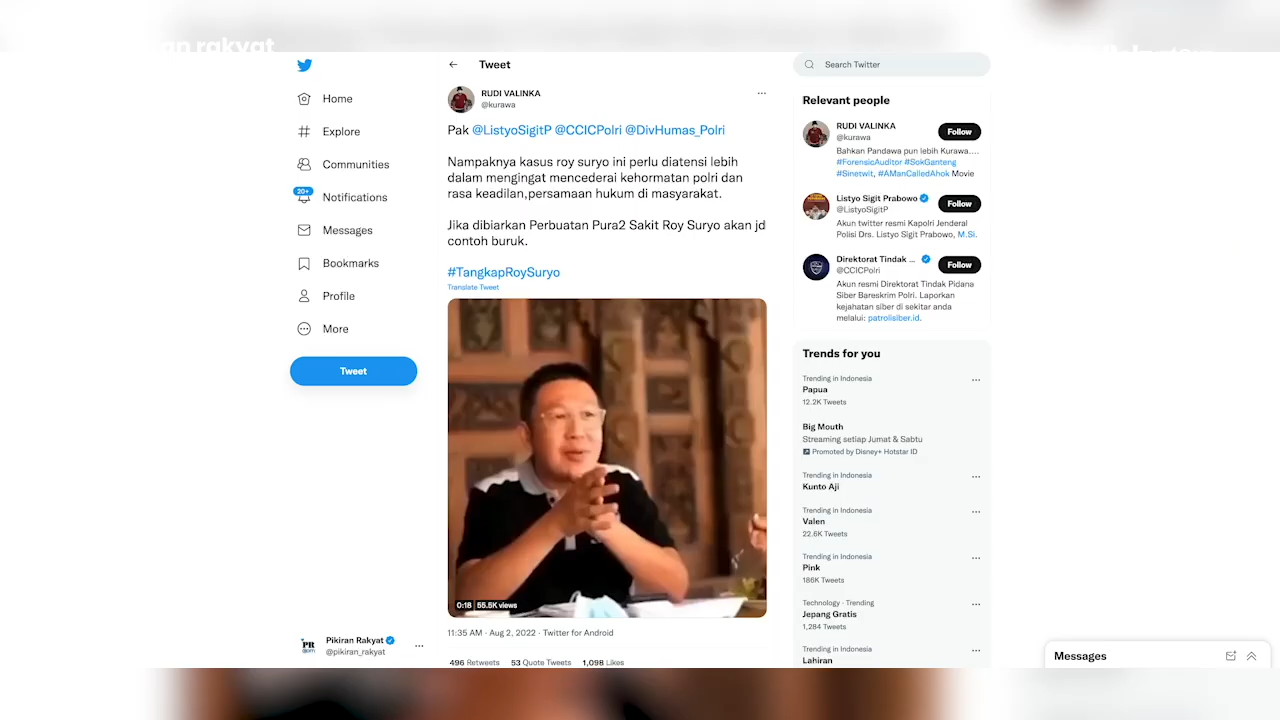 an rakyat
Tweet
Search Twitter
Home
Explore
Communities
20+
Notifications
Messages
Bookmarks
Profile
More
Tweet
Pikiran Rakyat
@pikiran_rakyat
PR
RUDI VALINKA
@kurawa
Pak @ListyoSigitP @CCICPolri @DivHumas_Polri
Nampaknya kasus roy suryo ini perlu diatensi lebih
dalam mengingat mencederai kehormatan polri dan
rasa keadilan,persamaan hukum di masyarakat.
Jika dibiarkan Perbuatan Pura2 Sakit Roy Suryo akan jd
contoh buruk.
#TangkapRoySuryo
Translate Tweet
0:18 55.5K views
11:35 AM · Aug 2, 2022 · Twitter for Android
496 Retweets 53 Quote Tweets 1,098 Likes
Relevant people
RUDI VALINKA
@kurawa
Follow
Bahkan Pandawa pun lebih Kurawa....
#ForensicAuditor #SokGanteng
#Sinetwit, #AManCalledAhok Movie
Listyo Sigit Prabowo
@ListyoSigitP
Follow
Akun twitter resmi Kapolri Jenderal
Polisi Drs. Listyo Sigit Prabowo, M.Si.
Direktorat Tindak ...
@CCICPolri
Follow
Akun resmi Direktorat Tindak Pidana
Siber Bareskrim Polri. Laporkan
kejahatan siber di sekitar anda
melalui: patrolisiber.id.
Trends for you
Trending in Indonesia
Papua
12.2K Tweets
Big Mouth
Streaming setiap Jumat & Sabtu
Promoted by Disney+ Hotstar ID
Trending in Indonesia
Kunto Aji
Trending in Indonesia
Valen
22.6K Tweets
Trending in Indonesia
Pink
186K Tweets
Technology · Trending
Jepang Gratis
1,284 Tweets
Trending in Indonesia
Lahiran
Messages